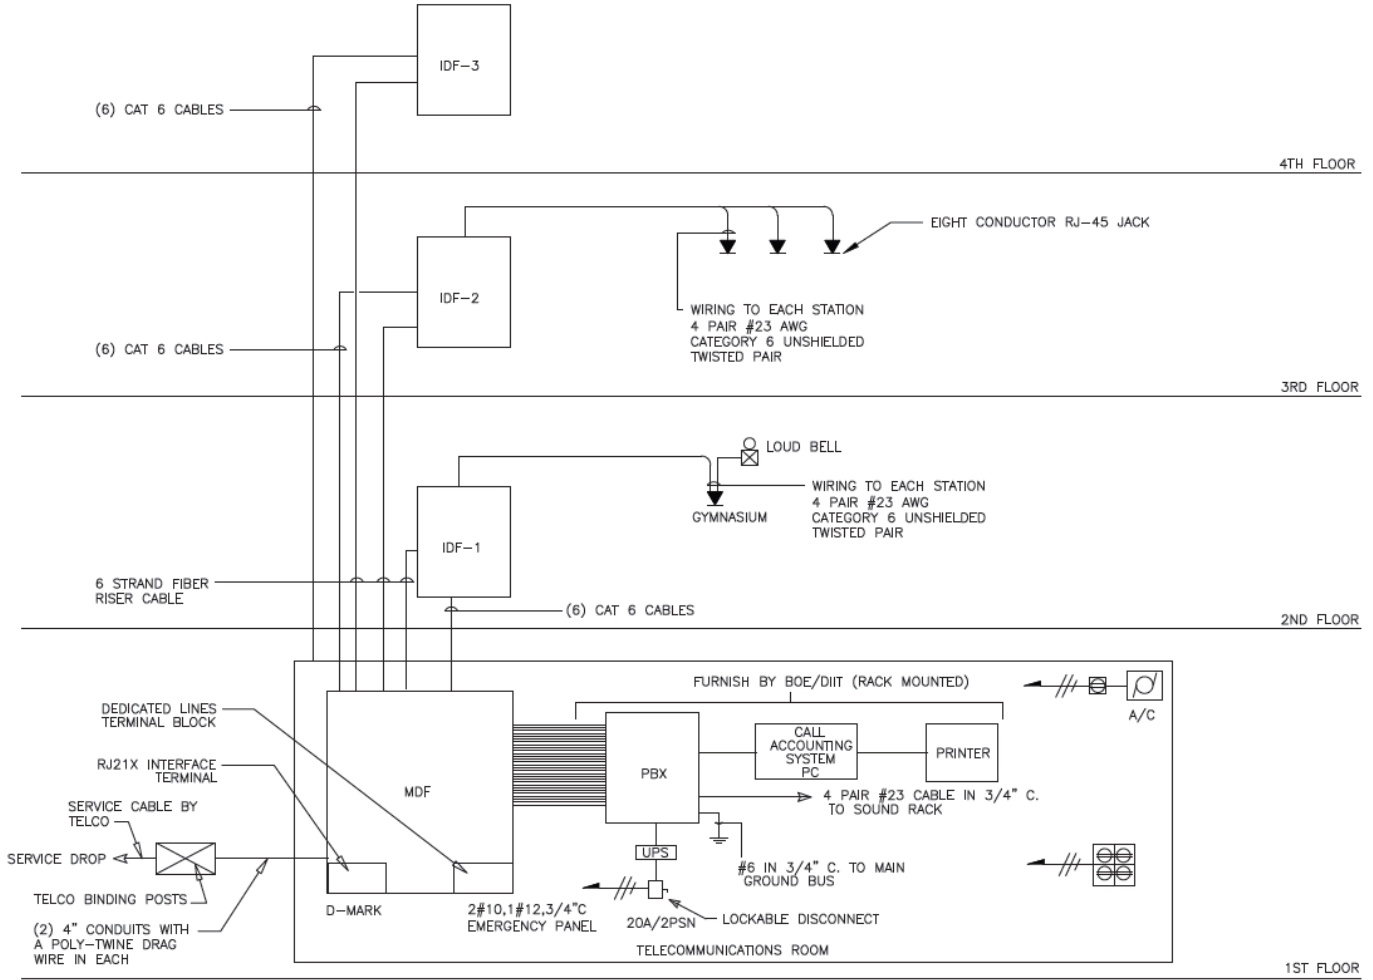 IDF-3
(6) CAT 6 CABLES
4TH FLOOR
EIGHT CONDUCTOR RJ-45 JACK
IDF-2
WIRING TO EACH STATION
4 PAIR #23 AWG
CATEGORY 6 UNSHIELDED
TWISTED PAIR
(6) CAT 6 CABLES
3RD FLOOR
LOUD BELL
WIRING TO EACH STATION
4 PAIR #23 AWG
CATEGORY 6 UNSHIELDED
TWISTED PAIR
GYMNASIUM
IDF-1
6 STRAND FIBER
RISER CABLE
(6) CAT 6 CABLES
2ND FLOOR
FURNISH BY BOE/DIIT (RACK MOUNTED)
A/C
DEDICATED LINES
TERMINAL BLOCK
RJ21X INTERFACE
TERMINAL
MDF
PBX
CALL
ACCOUNTING
SYSTEM
PC
PRINTER
4 PAIR #23 CABLE IN 3/4" C.
TO SOUND RACK
SERVICE CABLE BY
TELCO
SERVICE DROP
UPS
#6 IN 3/4" C. TO MAIN
GROUND BUS
TELCO BINDING POSTS
D-MARK
2#10,1#12,3/4"C
EMERGENCY PANEL
20A/2PSN
LOCKABLE DISCONNECT
(2) 4" CONDUITS WITH
A POLY-TWINE DRAG
WIRE IN EACH
TELECOMMUNICATIONS ROOM
1ST FLOOR